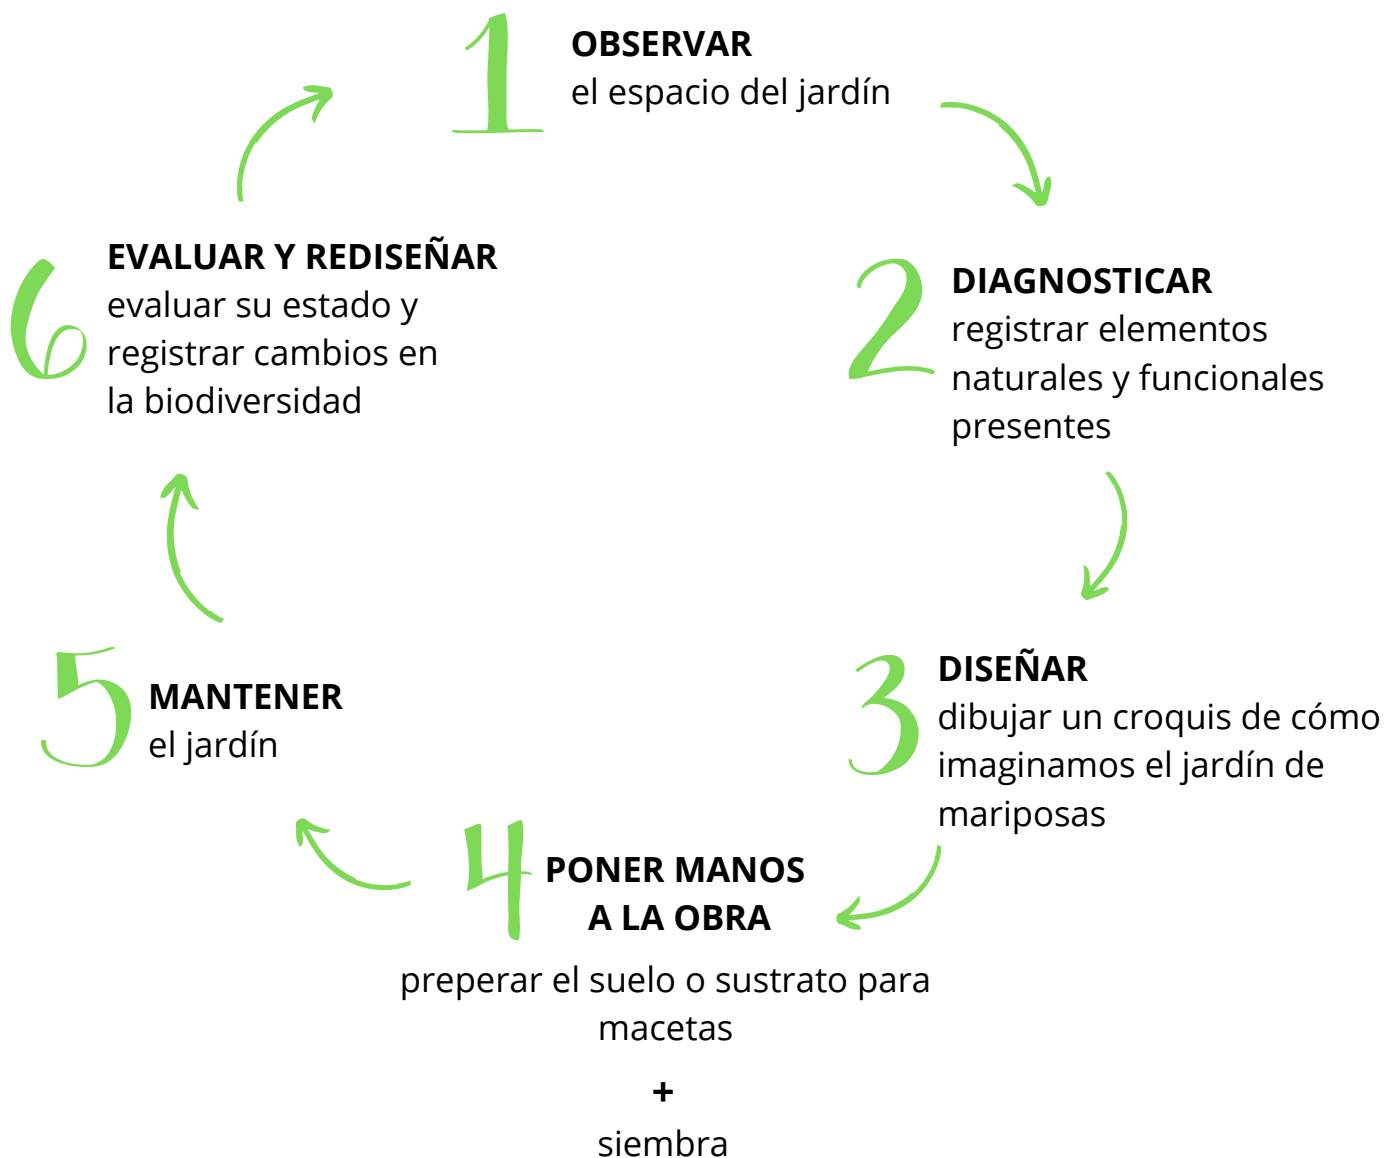 1
OBSERVAR
el espacio del jardín
2
DIAGNOSTICAR
registrar elementos
naturales y funcionales
presentes
3
DISEÑAR
dibujar un croquis de cómo
imaginamos el jardín de
mariposas
4
PONER MANOS
A LA OBRA
preperar el suelo o sustrato para
macetas
+
siembra
5
MANTENER
el jardín
6
EVALUAR Y REDISEÑAR
evaluar su estado y
registrar cambios en
la biodiversidad